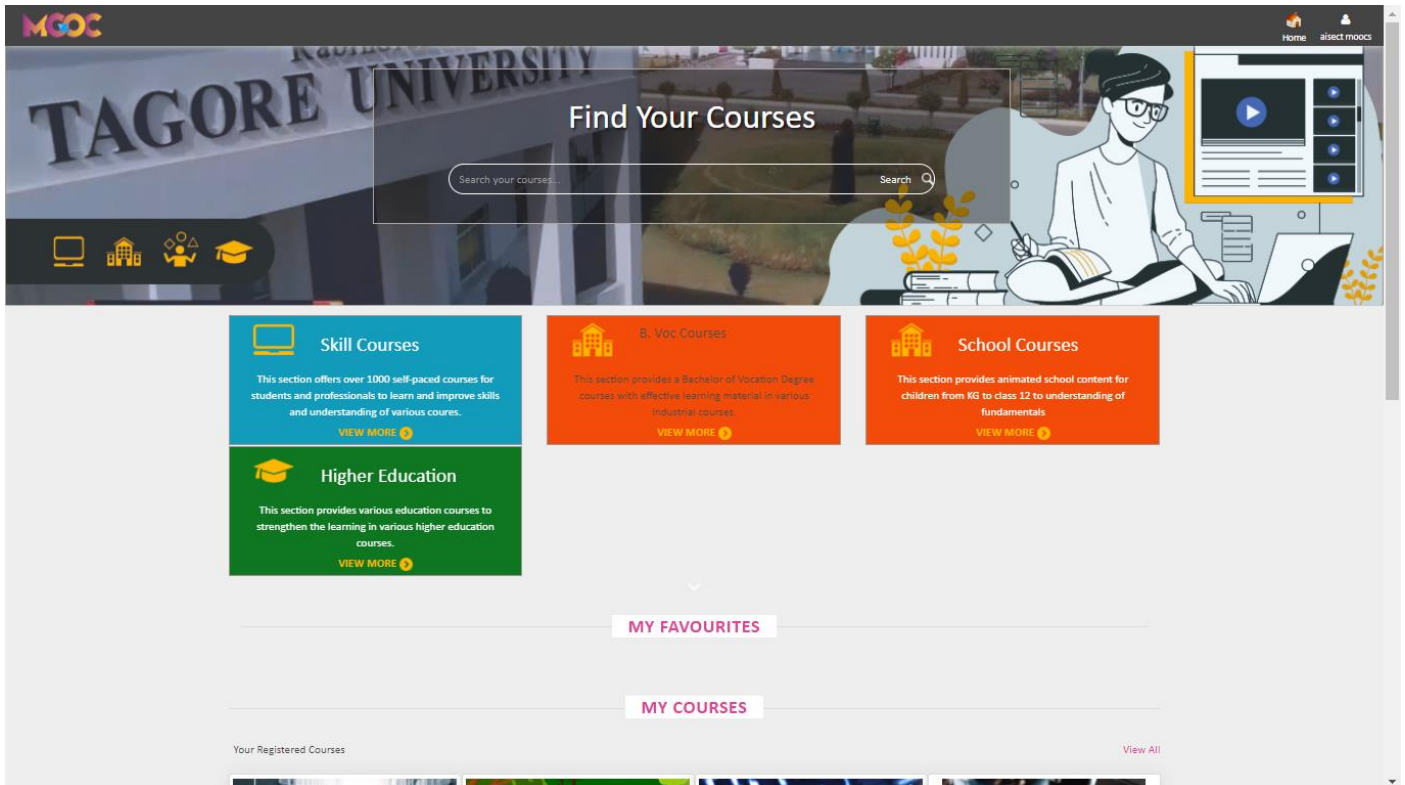 MOOC
Home
aisect moocs
TAGORE UNIVERSITY
Find Your Courses
Search your courses...
Search
Skill Courses
This section offers over 1000 self-paced courses for
students and professionals to learn and improve skills
and understanding of various coures.
VIEW MORE
B. Voc Courses
This section provides a Bachelor of Vocation Degree
courses with effective learning material in various
Industrial courses.
VIEW MORE
School Courses
This section provides animated school content for
children from KG to class 12 to understanding of
fundamentals
VIEW MORE
Higher Education
This section provides various education courses to
strengthen the learning in various higher education
courses.
VIEW MORE
MY FAVOURITES
MY COURSES
Your Registered Courses
View All